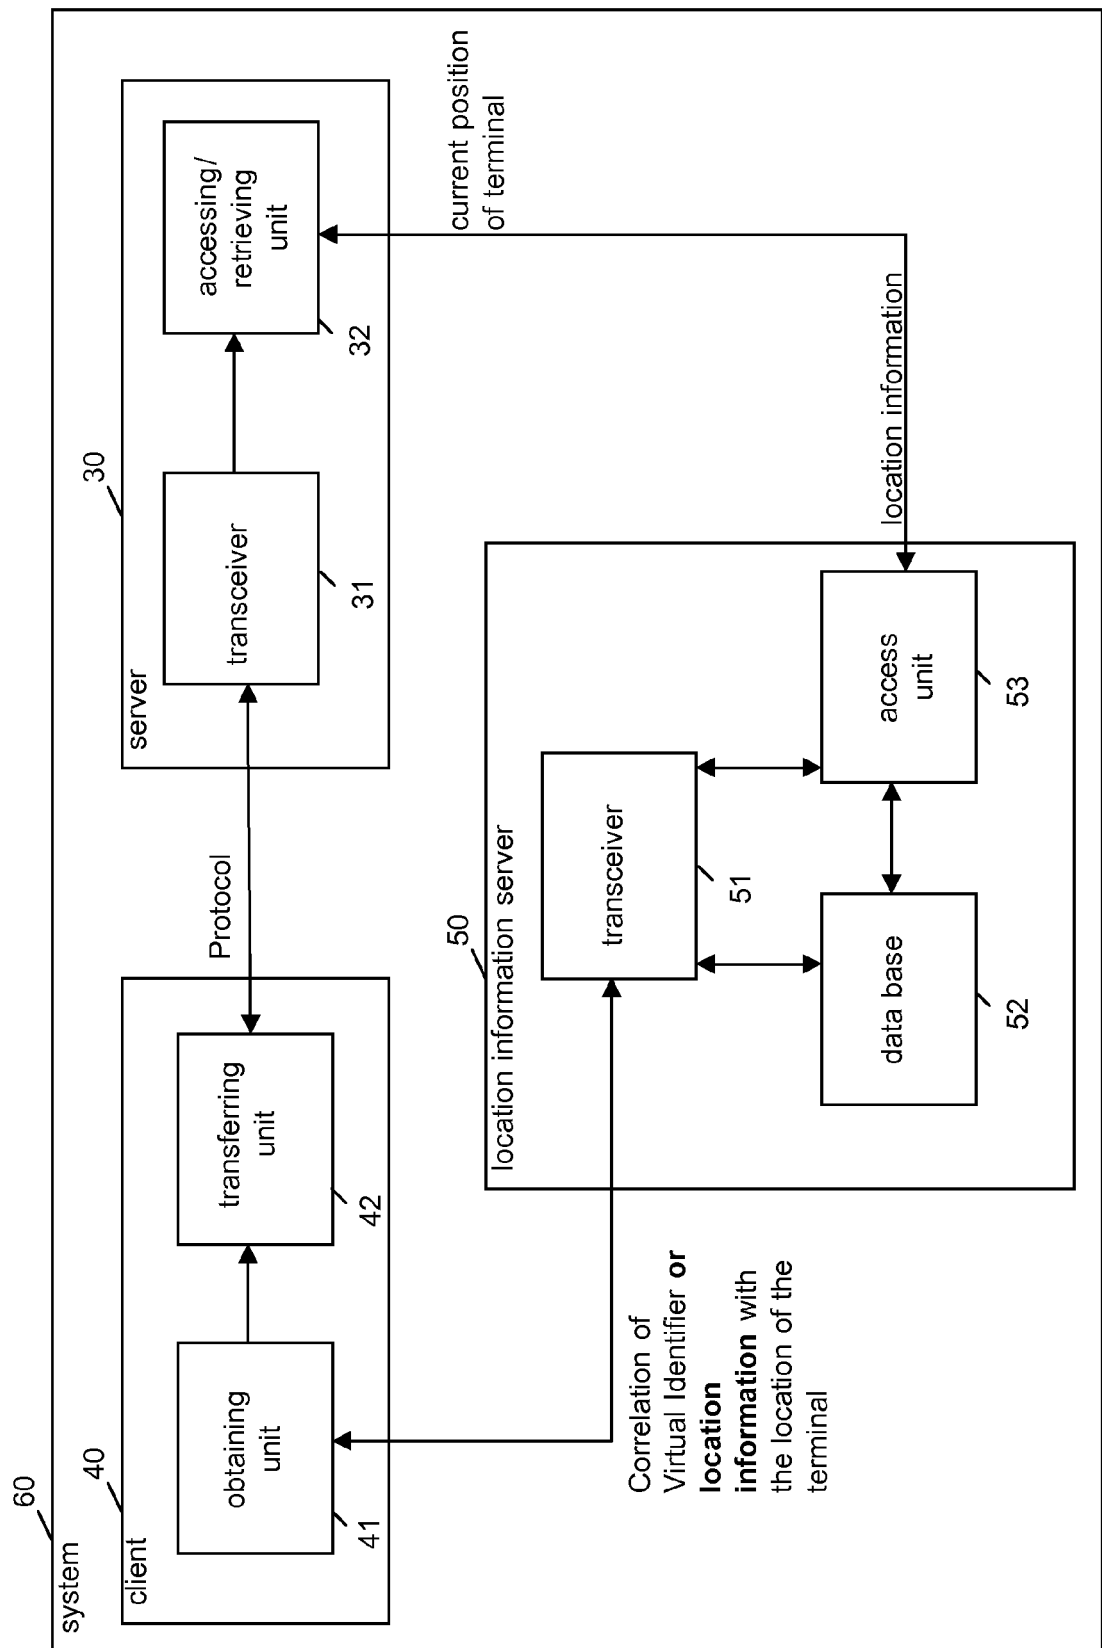 60
system
40
client
obtaining
unit
41
transferring
unit
42
Protocol
30
server
transceiver
31
accessing/
retrieving
unit
32
current position
of terminal
location information
Correlation of
Virtual Identifier or
location
information with
the location of the
terminal
50
location information server
transceiver
51
data base
52
access
unit
53